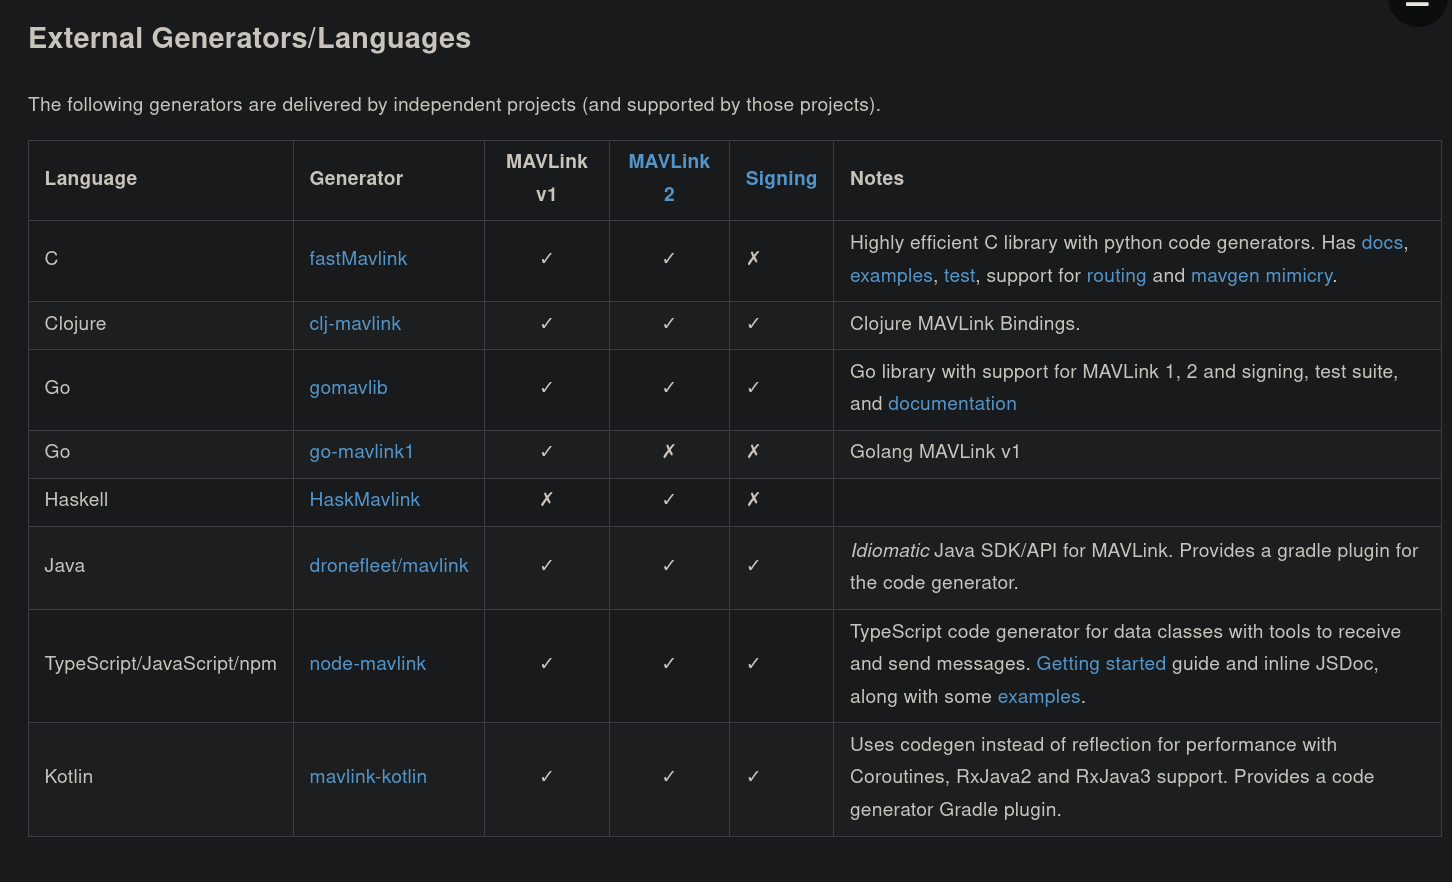 External Generators/Languages
The following generators are delivered by independent projects (and supported by those projects).
Language Generator MAVLink v1 MAVLink 2 Signing Notes
C fastMavlink ✓ ✓ ✗ Highly efficient C library with python code generators. Has docs,
examples, test, support for routing and mavgen mimicry.
Clojure clj-mavlink ✓ ✓ ✓ Clojure MAVLink Bindings.
Go gomavlib ✓ ✓ ✓ Go library with support for MAVLink 1, 2 and signing, test suite,
and documentation
Go go-mavlink1 ✓ ✗ ✗ Golang MAVLink v1
Haskell HaskMavlink ✗ ✓ ✗
Java dronefleet/mavlink ✓ ✓ ✓ Idiomatic Java SDK/API for MAVLink. Provides a gradle plugin for
the code generator.
TypeScript/JavaScript/npm node-mavlink ✓ ✓ ✓ TypeScript code generator for data classes with tools to receive
and send messages. Getting started guide and inline JSDoc,
along with some examples.
Kotlin mavlink-kotlin ✓ ✓ ✓ Uses codegen instead of reflection for performance with
Coroutines, RxJava2 and RxJava3 support. Provides a code
generator Gradle plugin.